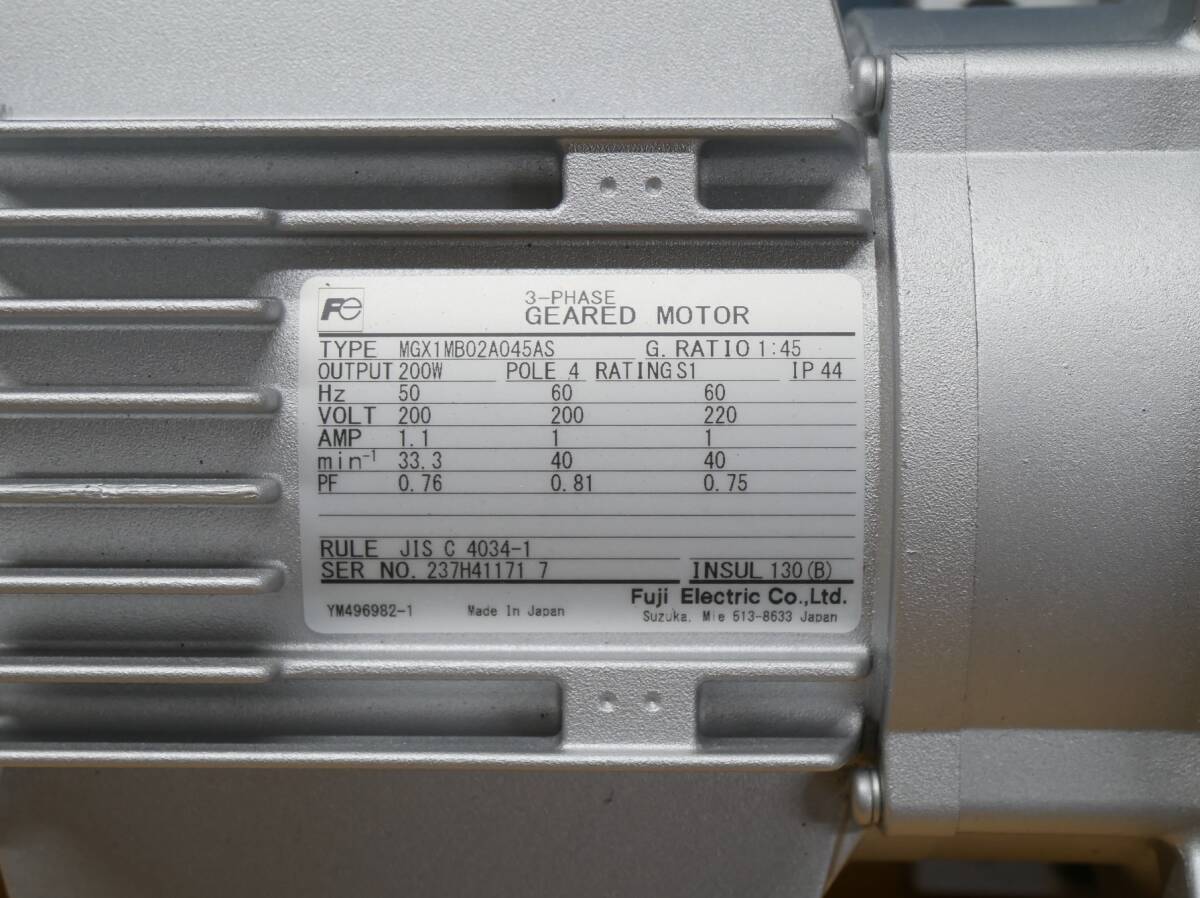 Fe
3-PHASE
GEARED MOTOR
TYPE MGX1MB02A045AS G. RATIO 1:45
OUTPUT 200W POLE 4 RATING S1 IP 44
Hz 50 60 60
VOLT 200 200 220
AMP 1.1 1 1
min⁻¹ 33.3 40 40
PF 0.76 0.81 0.75
RULE JIS C 4034-1
SER NO. 237H41171 7 INSUL 130 (B)
Fuji Electric Co.,Ltd.
YM496982-1 Made In Japan Suzuka, Mie 513-8633 Japan